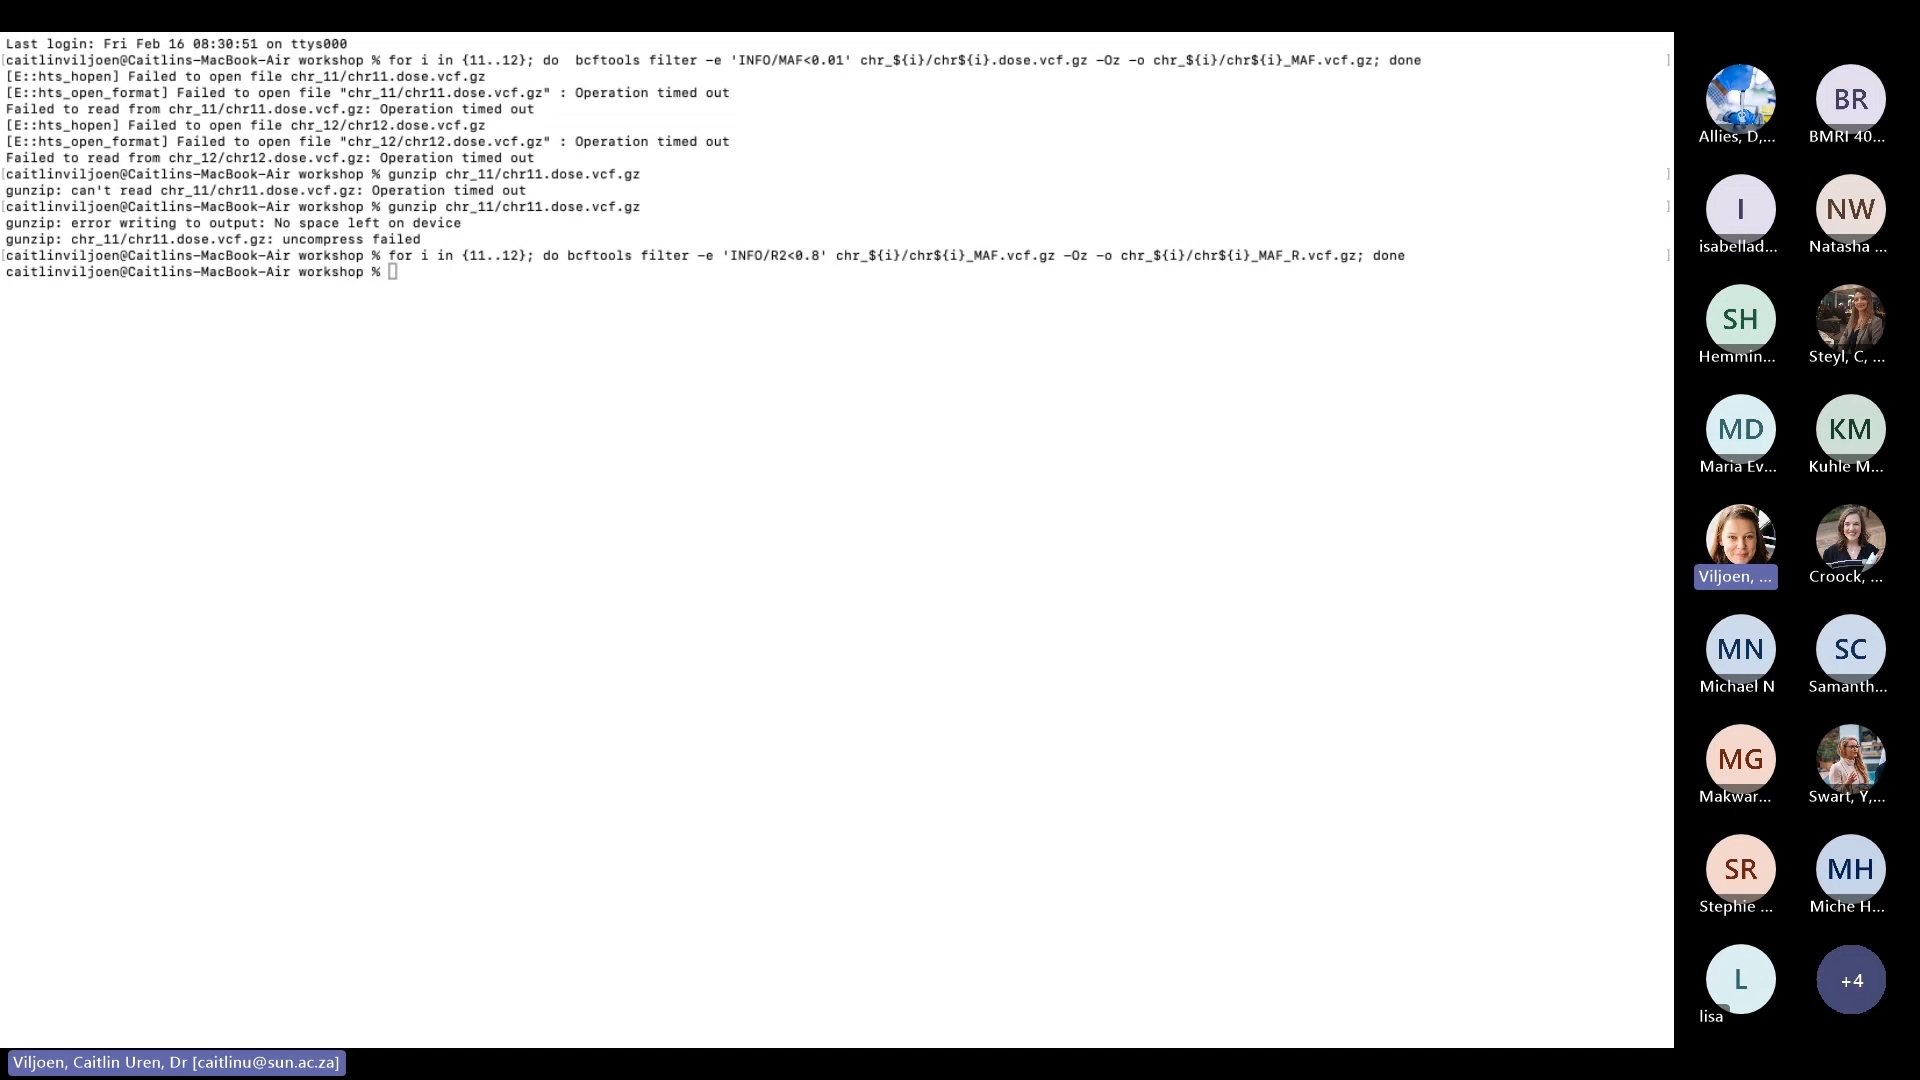 Last login: Fri Feb 16 08:30:51 on ttys000
[caitlinviljoen@Caitlins-MacBook-Air workshop % for i in {11..12}; do  bcftools filter -e 'INFO/MAF<0.01' chr_${i}/chr${i}.dose.vcf.gz -Oz -o chr_${i}/chr${i}_MAF.vcf.gz; done ]
[E::hts_hopen] Failed to open file chr_11/chr11.dose.vcf.gz
[E::hts_open_format] Failed to open file "chr_11/chr11.dose.vcf.gz" : Operation timed out
Failed to read from chr_11/chr11.dose.vcf.gz: Operation timed out
[E::hts_hopen] Failed to open file chr_12/chr12.dose.vcf.gz
[E::hts_open_format] Failed to open file "chr_12/chr12.dose.vcf.gz" : Operation timed out
Failed to read from chr_12/chr12.dose.vcf.gz: Operation timed out
[caitlinviljoen@Caitlins-MacBook-Air workshop % gunzip chr_11/chr11.dose.vcf.gz ]
gunzip: can't read chr_11/chr11.dose.vcf.gz: Operation timed out
[caitlinviljoen@Caitlins-MacBook-Air workshop % gunzip chr_11/chr11.dose.vcf.gz ]
gunzip: error writing to output: No space left on device
gunzip: chr_11/chr11.dose.vcf.gz: uncompress failed
[caitlinviljoen@Caitlins-MacBook-Air workshop % for i in {11..12}; do bcftools filter -e 'INFO/R2<0.8' chr_${i}/chr${i}_MAF.vcf.gz -Oz -o chr_${i}/chr${i}_MAF_R.vcf.gz; done ]
caitlinviljoen@Caitlins-MacBook-Air workshop %
Allies, D,...
BR
BMRI 40...
I
isabellad...
NW
Natasha ...
SH
Hemmin...
Steyl, C, ...
MD
Maria Ev...
KM
Kuhle M...
Viljoen, ...
Croock, ...
MN
Michael N
SC
Samanth...
MG
Makwar...
Swart, Y,...
SR
Stephie ...
MH
Miche H...
L
lisa
+4
Viljoen, Caitlin Uren, Dr [caitlinu@sun.ac.za]